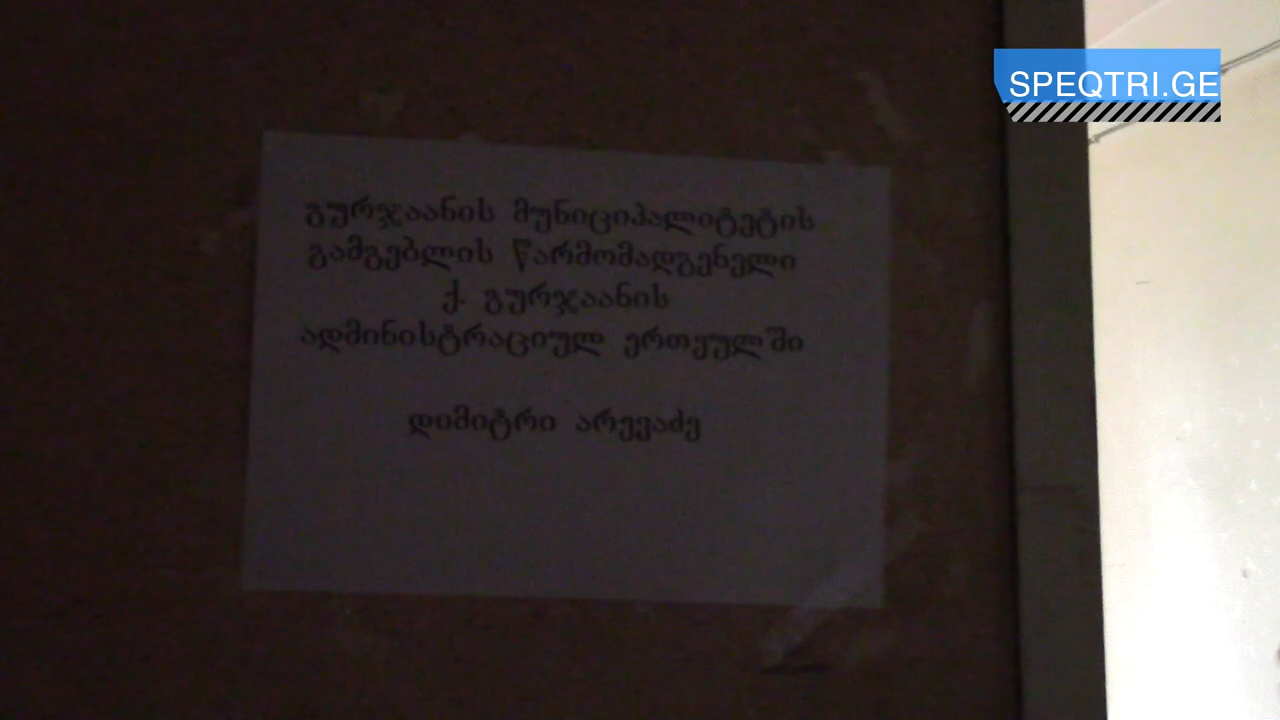 SPEQTRI.GE
გურჯაანის მუნიციპალიტეტის
გამგებლის წარმომადგენელი
ქ. გურჯაანის
ადმინისტრაციულ ერთეულში
დიმიტრი არევაძე